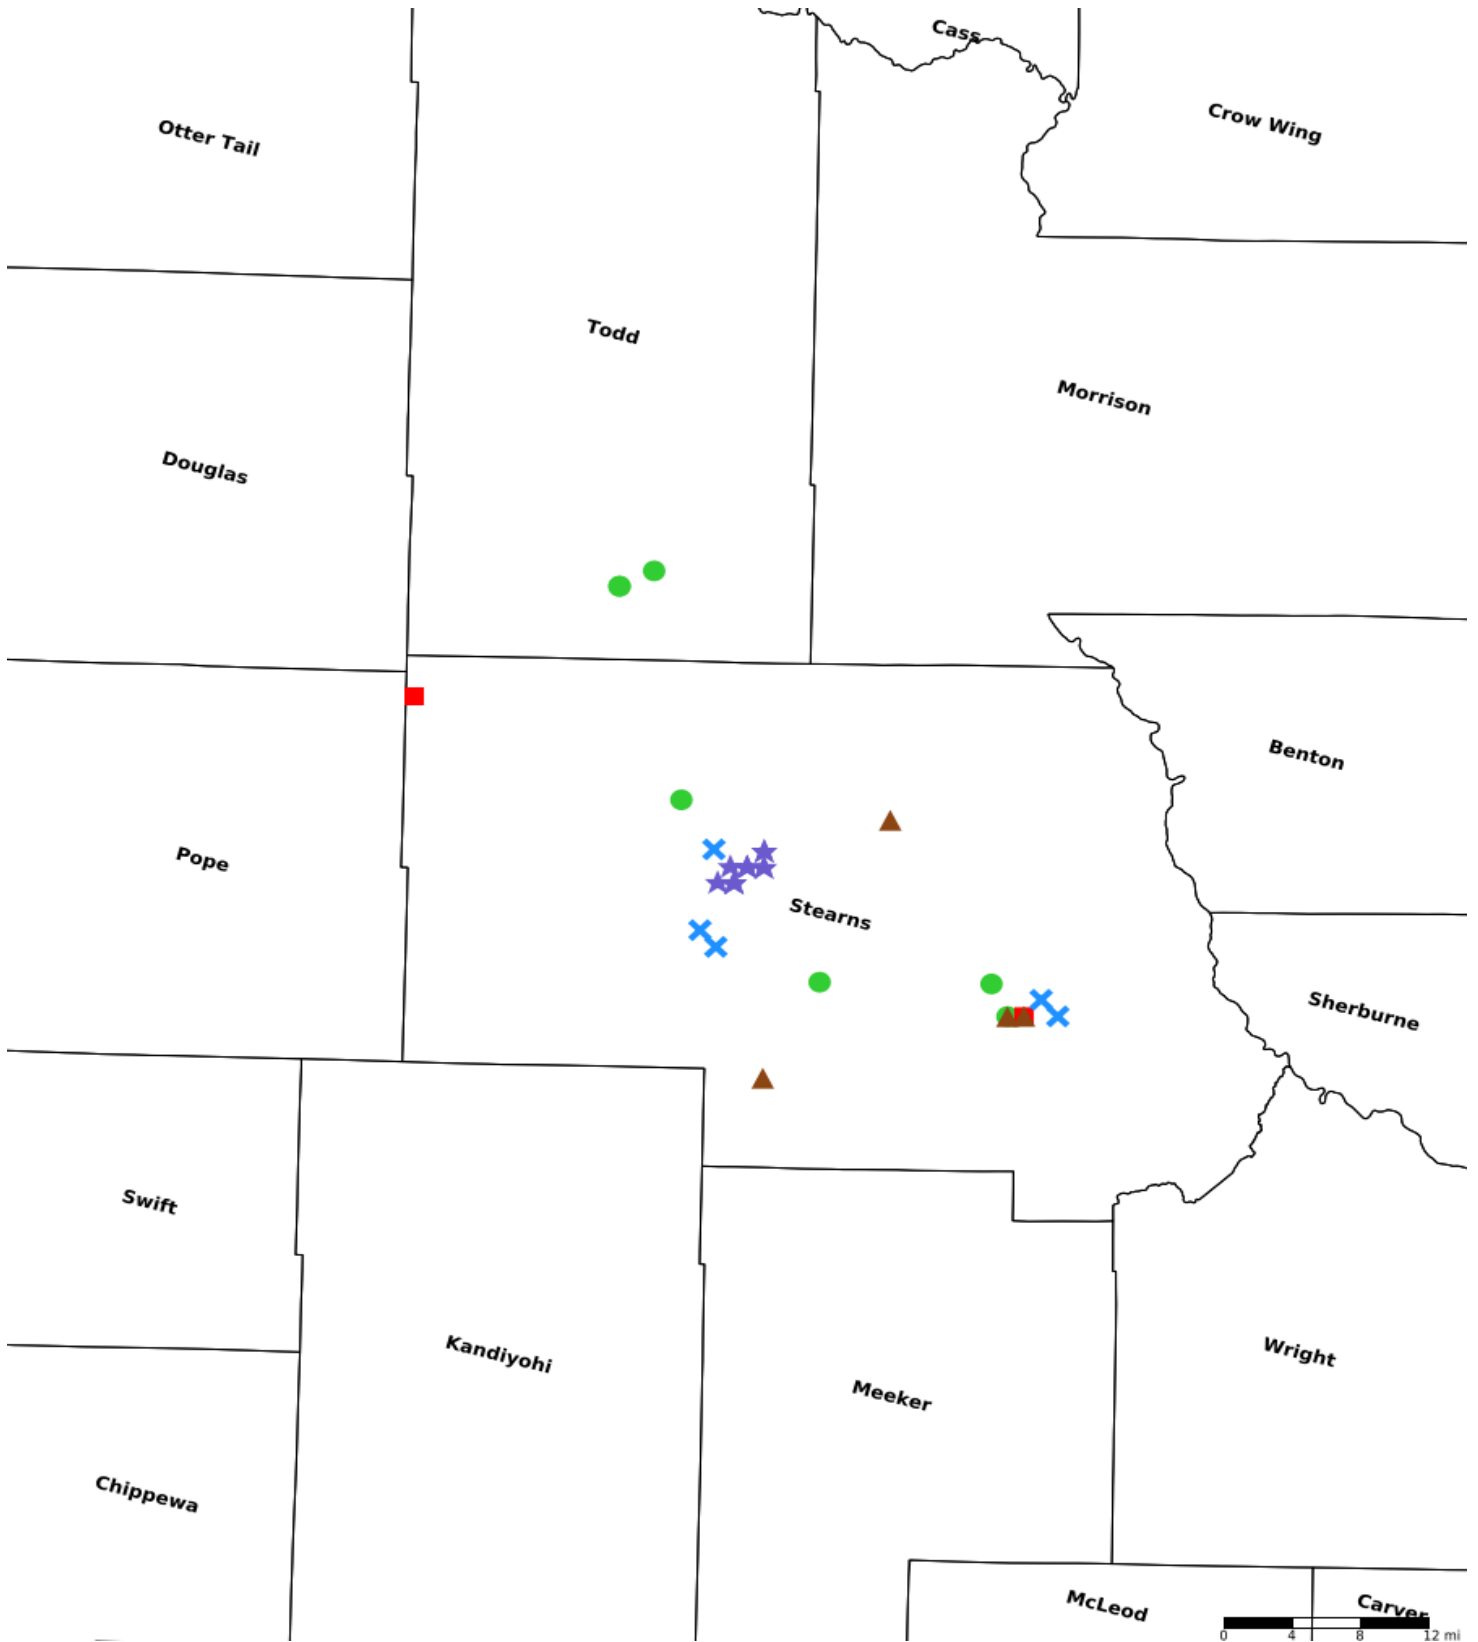 Cass
Crow Wing
Otter Tail
Todd
Morrison
Douglas
Benton
Pope
Stearns
Sherburne
Swift
Kandiyohi
Wright
Meeker
Chippewa
McLeod
Carver
0 4 8 12 mi